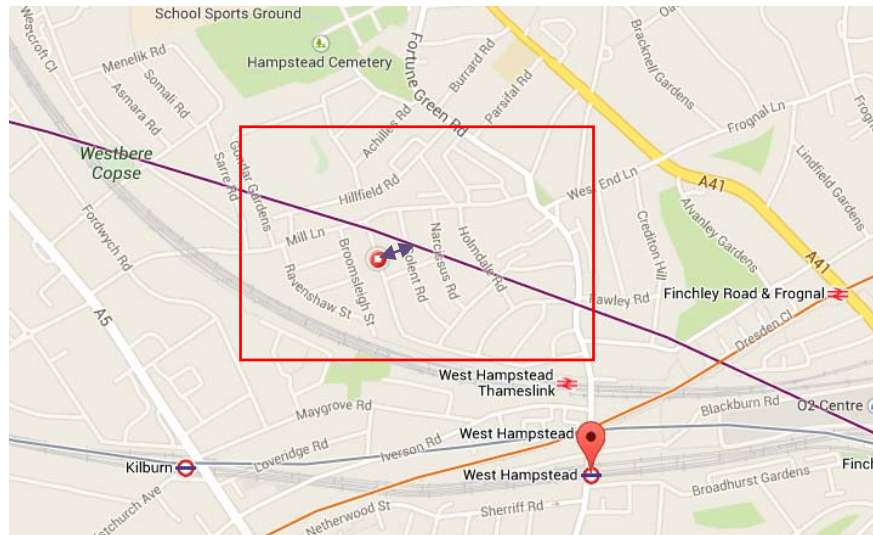 School Sports Ground
Westcroft Cl
Menelik Rd
Hampstead Cemetery
Somali Rd
Asmara Rd
Fortune Green Rd
Burrard Rd
Parsifal Rd
Bracknell Gardens
Frognal Ln
Westbere
Copse
Sarre Rd
Gondar Gardens
Achilles Rd
Hillfield Rd
West End Ln
A41
Lindfield Gardens
Fordwych Rd
Mill Ln
Broomsleigh St
Solent Rd
Narcissus Rd
Holmdale Rd
Crediton Hill
Alvanley Gardens
A41
Ravenshaw St
Pawley Rd
Finchley Road & Frognal
Dresden Cl
A5
West Hampstead
Thameslink
Maygrove Rd
Blackburn Rd
O2 Centre
Kilburn
Loveridge Rd
Iverson Rd
West Hampstead
West Hampstead
Broadhurst Gardens
Finch
Netherwood St
Sherriff Rd